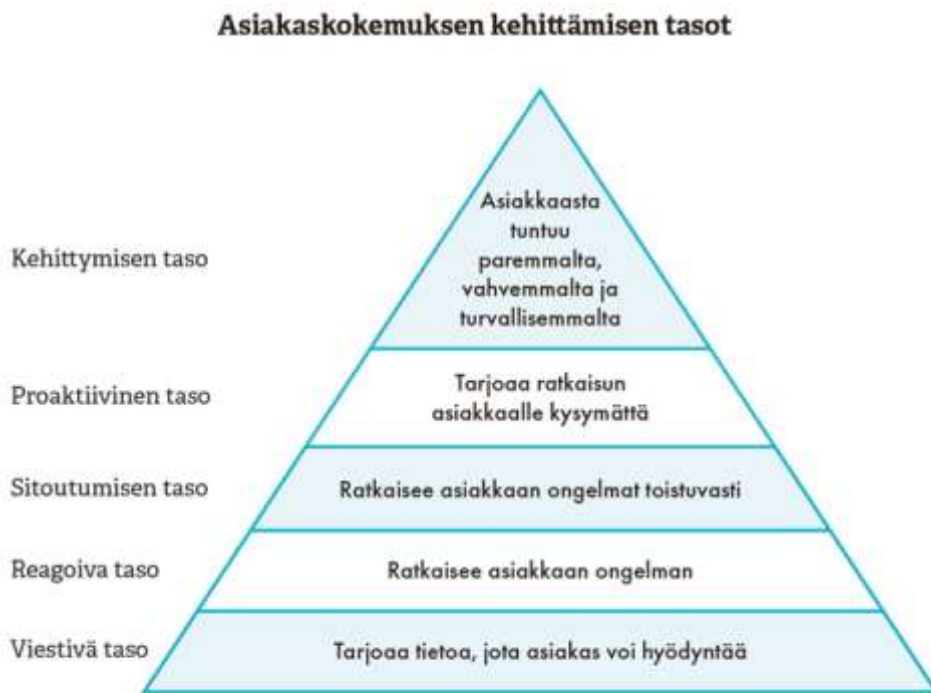 Asiakaskokemuksen kehittämisen tasot
Kehittymisen taso
Asiakkaasta
tuntuu
paremmalta,
vahvemmalta ja
turvallisemmalta
Proaktiivinen taso
Tarjoaa ratkaisun
asiakkaalle kysymättä
Sitoutumisen taso
Ratkaisee asiakkaan ongelmat toistuvasti
Reagoiva taso
Ratkaisee asiakkaan ongelman
Viestivä taso
Tarjoaa tietoa, jota asiakas voi hyödyntää